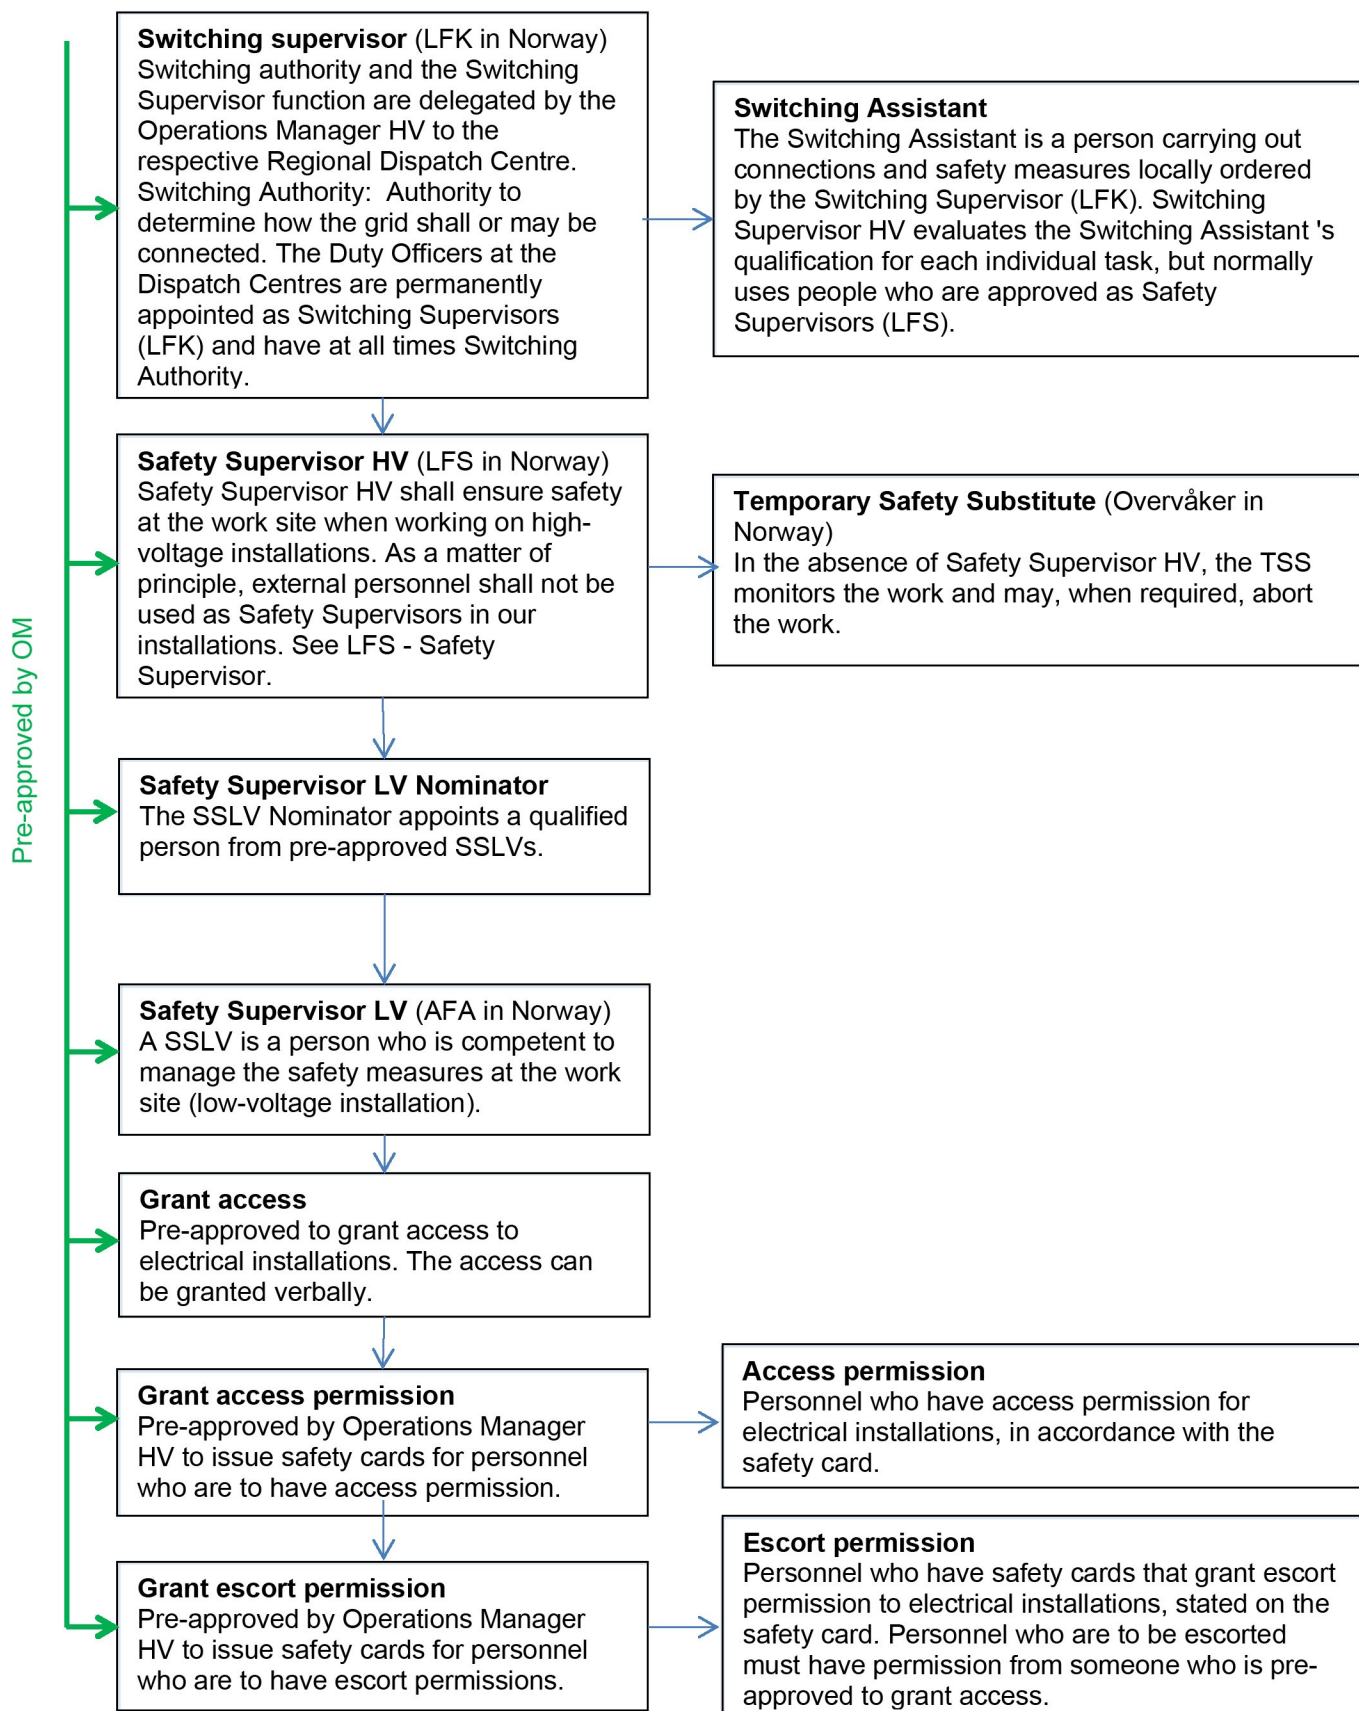 Switching supervisor (LFK in Norway)
Switching authority and the Switching
Supervisor function are delegated by the
Operations Manager HV to the
respective Regional Dispatch Centre.
Switching Authority:  Authority to
determine how the grid shall or may be
connected. The Duty Officers at the
Dispatch Centres are permanently
appointed as Switching Supervisors
(LFK) and have at all times Switching
Authority.
Switching Assistant
The Switching Assistant is a person carrying out
connections and safety measures locally ordered
by the Switching Supervisor (LFK). Switching
Supervisor HV evaluates the Switching Assistant 's
qualification for each individual task, but normally
uses people who are approved as Safety
Supervisors (LFS).
Safety Supervisor HV (LFS in Norway)
Safety Supervisor HV shall ensure safety
at the work site when working on high-
voltage installations. As a matter of
principle, external personnel shall not be
used as Safety Supervisors in our
installations. See LFS - Safety
Supervisor.
Temporary Safety Substitute (Overvåker in
Norway)
In the absence of Safety Supervisor HV, the TSS
monitors the work and may, when required, abort
the work.
Pre-approved by OM
Safety Supervisor LV Nominator
The SSLV Nominator appoints a qualified
person from pre-approved SSLVs.
Safety Supervisor LV (AFA in Norway)
A SSLV is a person who is competent to
manage the safety measures at the work
site (low-voltage installation).
Grant access
Pre-approved to grant access to
electrical installations. The access can
be granted verbally.
Grant access permission
Pre-approved by Operations Manager
HV to issue safety cards for personnel
who are to have access permission.
Access permission
Personnel who have access permission for
electrical installations, in accordance with the
safety card.
Grant escort permission
Pre-approved by Operations Manager
HV to issue safety cards for personnel
who are to have escort permissions.
Escort permission
Personnel who have safety cards that grant escort
permission to electrical installations, stated on the
safety card. Personnel who are to be escorted
must have permission from someone who is pre-
approved to grant access.